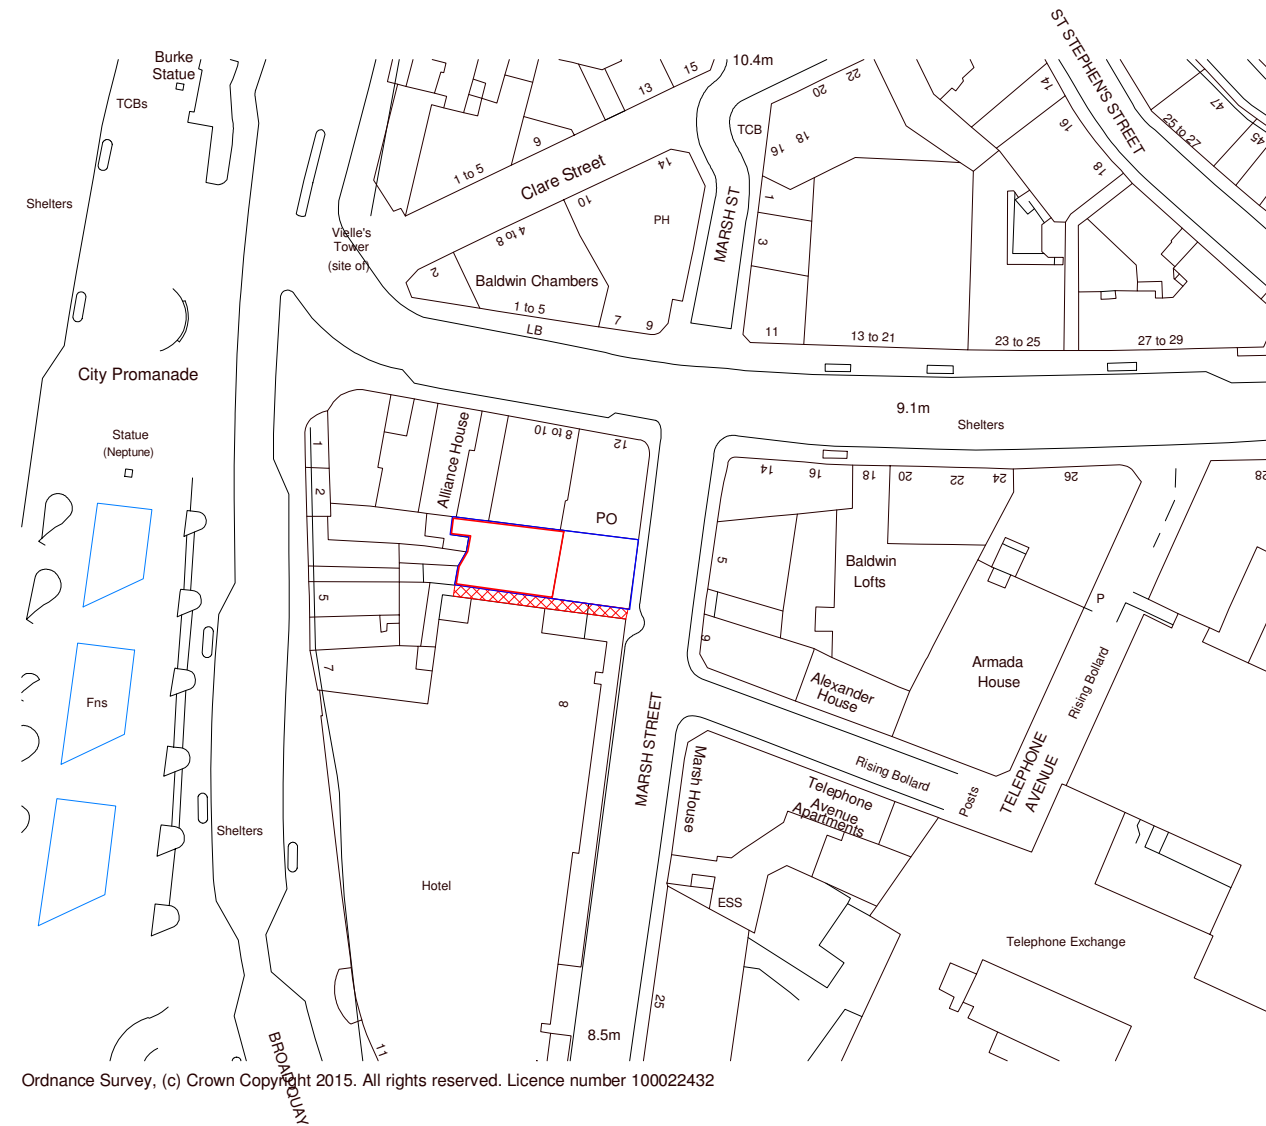 Burke
Statue
TCBs
Shelters
10.4m
15
13
6
1 to 5
Clare Street
14
10
4 to 8
2
PH
Baldwin Chambers
1 to 5
7
9
LB
Vielle's
Tower
(site of)
MARSH ST
TCB
22
20
18
16
1
3
11
13 to 21
23 to 25
27 to 29
ST STEPHEN'S STREET
14
16
18
25 to 27
47
45
City Promanade
Statue
(Neptune)
9.1m
Shelters
1
2
Alliance House
8 to 10
12
PO
5
7
8
14
16
18
20
22
24
26
28
5
9
Baldwin
Lofts
P
Armada
House
Alexander
House
Rising Bollard
MARSH STREET
Marsh House
Rising Bollard
Telephone
Avenue
Apartments
Posts
TELEPHONE
AVENUE
Fns
Shelters
Hotel
ESS
Telephone Exchange
25
8.5m
11
BROAD QUAY
Ordnance Survey, (c) Crown Copyright 2015. All rights reserved. Licence number 100022432